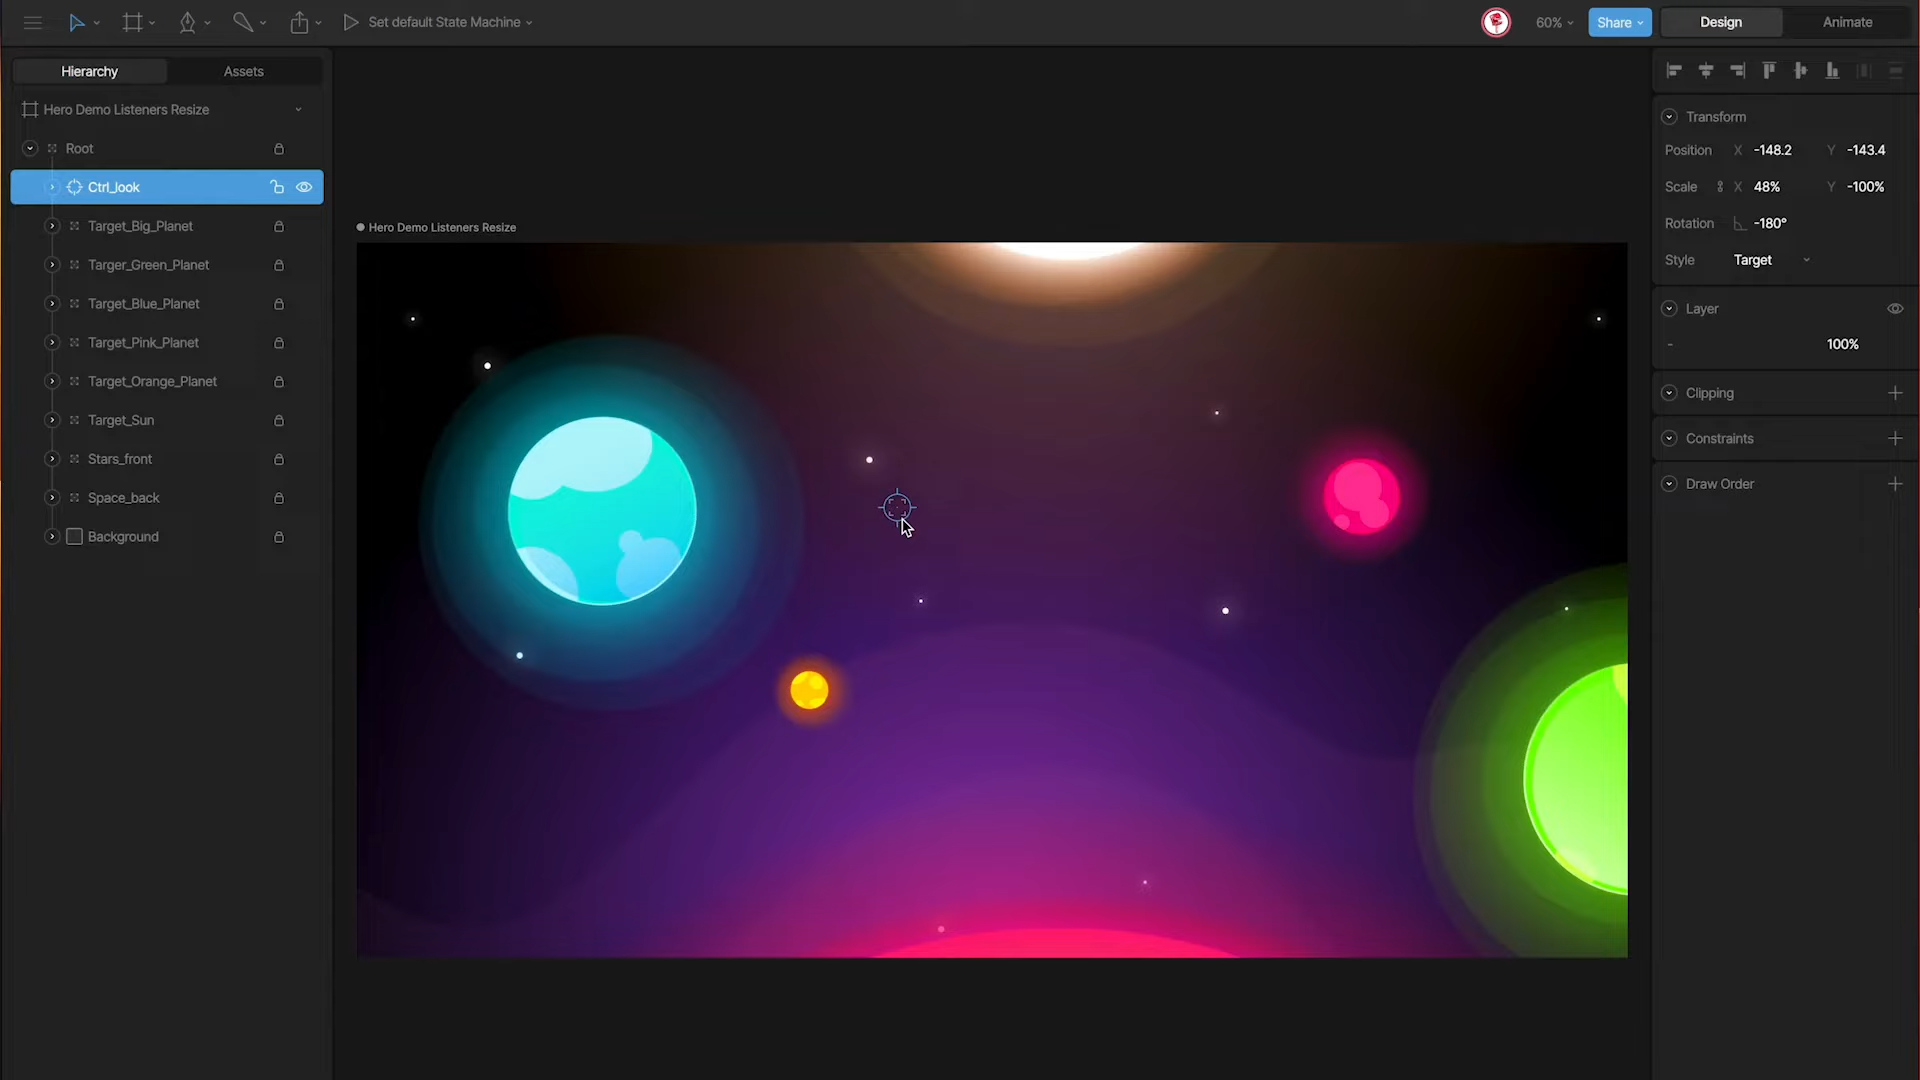 Set default State Machine
60%
Share
Design
Animate
Hierarchy
Assets
Hero Demo Listeners Resize
Root
Ctrl_look
Target_Big_Planet
Targer_Green_Planet
Target_Blue_Planet
Target_Pink_Planet
Target_Orange_Planet
Target_Sun
Stars_front
Space_back
Background
Hero Demo Listeners Resize
Transform
Position X -148.2 Y -143.4
Scale X 48% Y -100%
Rotation -180°
Style Target
Layer
- 100%
Clipping
Constraints
Draw Order